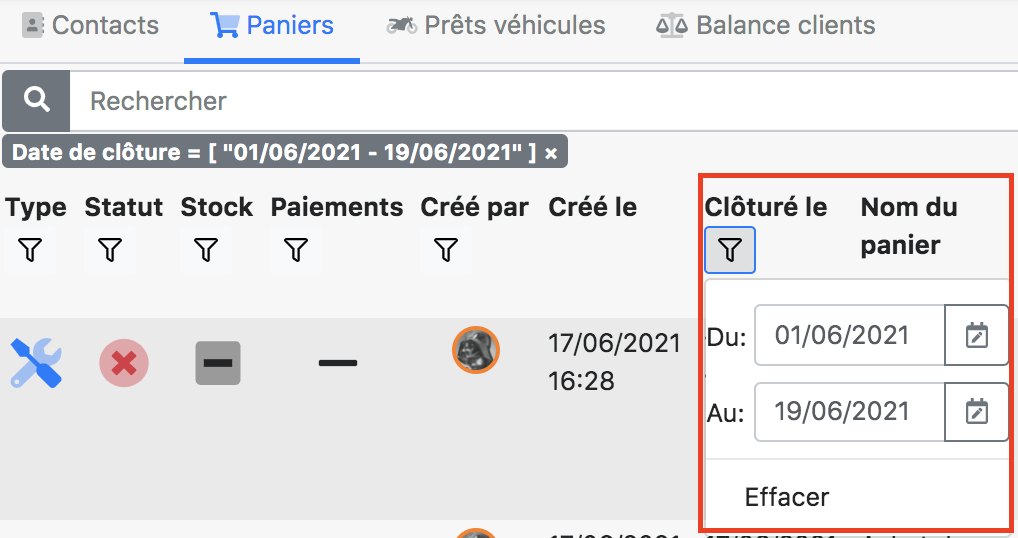 Contacts Paniers Prêts véhicules Balance clients
Rechercher
Date de clôture = [ "01/06/2021 - 19/06/2021" ] ×
Type Statut Stock Paiements Créé par Créé le Clôturé le Nom du
panier
Du: 01/06/2021
17/06/2021
16:28
Au: 19/06/2021
Effacer